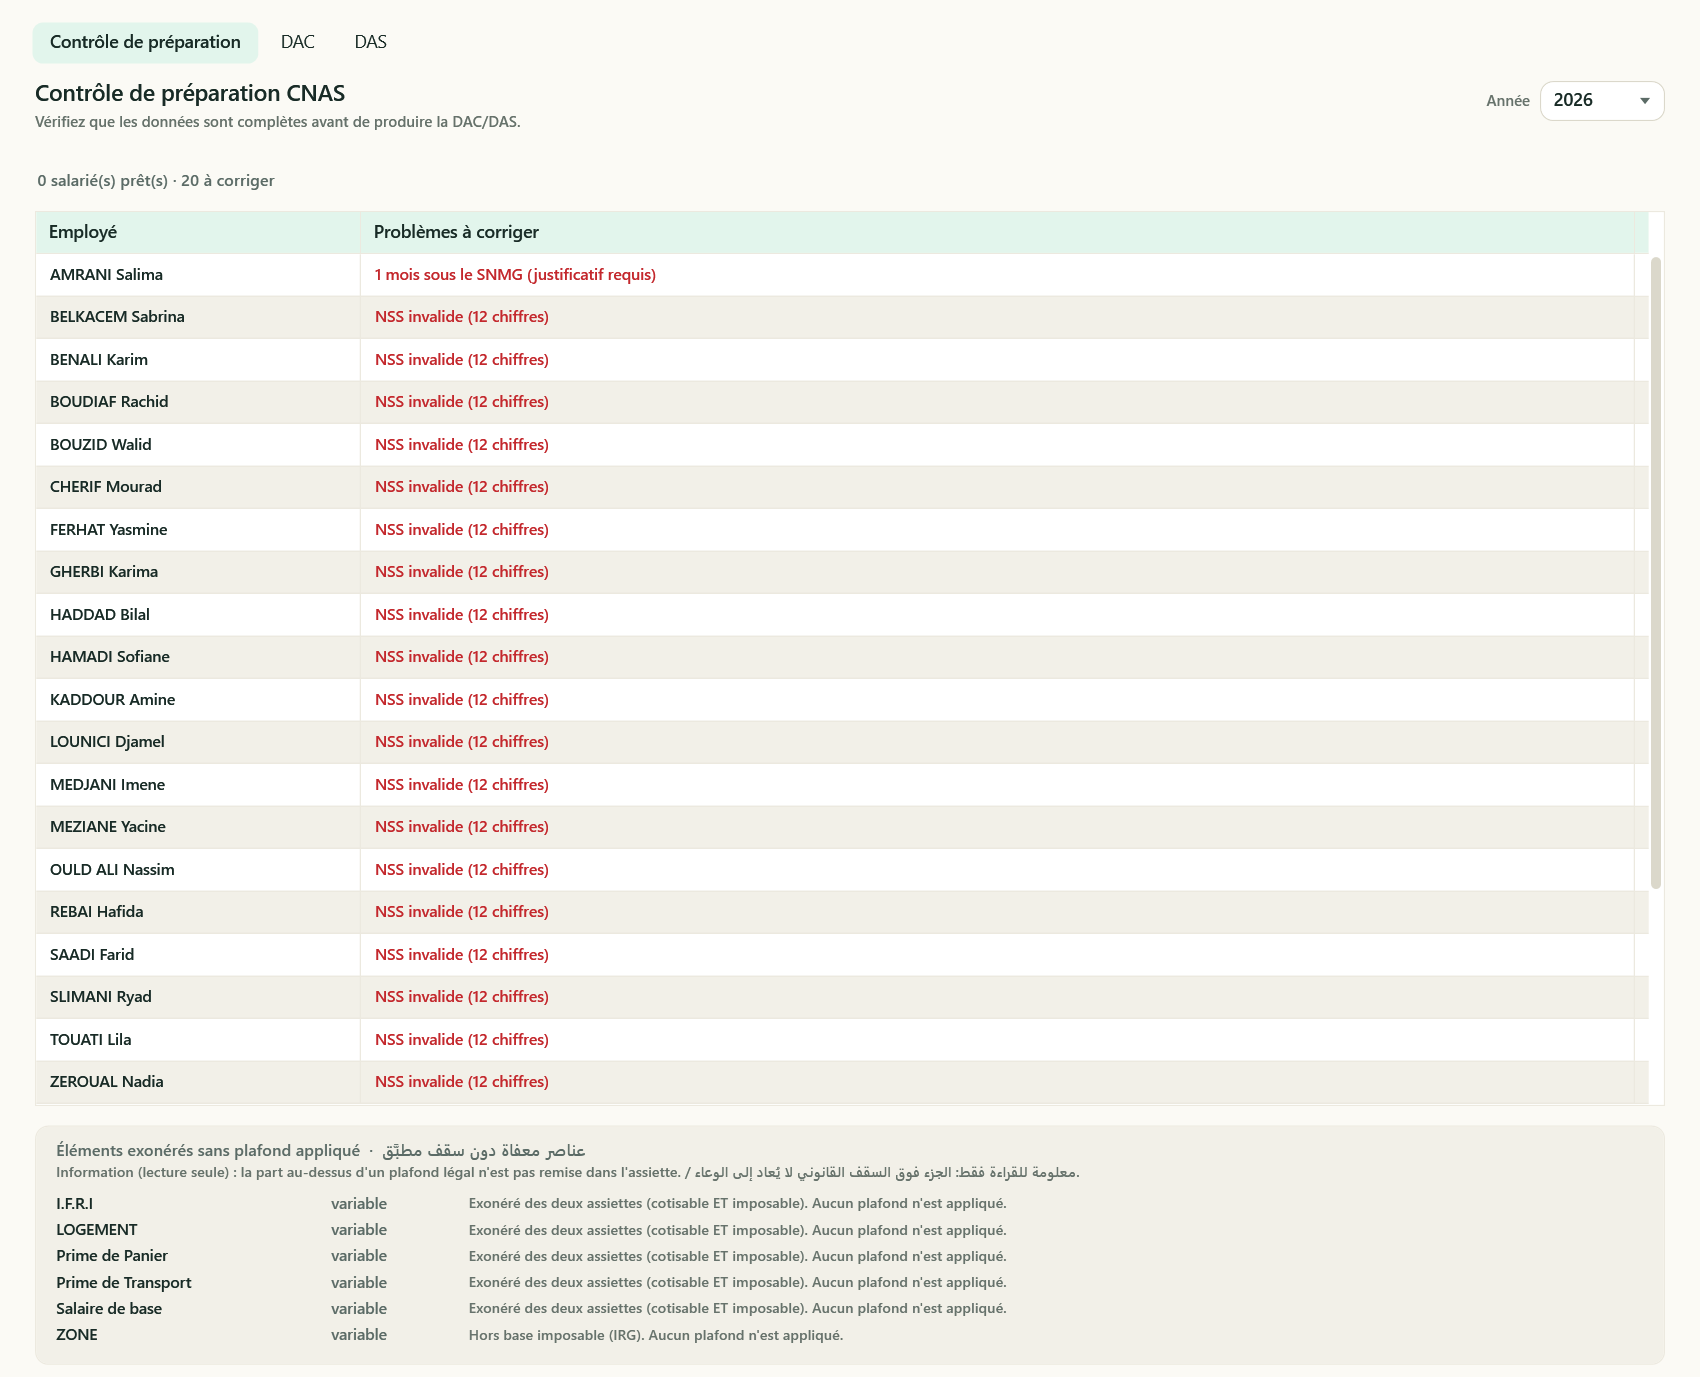 Contrôle de préparation DAC DAS
Contrôle de préparation CNAS
Vérifiez que les données sont complètes avant de produire la DAC/DAS.
Année 2026
0 salarié(s) prêt(s) · 20 à corriger
Employé Problèmes à corriger
AMRANI Salima 1 mois sous le SNMG (justificatif requis)
BELKACEM Sabrina NSS invalide (12 chiffres)
BENALI Karim NSS invalide (12 chiffres)
BOUDIAF Rachid NSS invalide (12 chiffres)
BOUZID Walid NSS invalide (12 chiffres)
CHERIF Mourad NSS invalide (12 chiffres)
FERHAT Yasmine NSS invalide (12 chiffres)
GHERBI Karima NSS invalide (12 chiffres)
HADDAD Bilal NSS invalide (12 chiffres)
HAMADI Sofiane NSS invalide (12 chiffres)
KADDOUR Amine NSS invalide (12 chiffres)
LOUNICI Djamel NSS invalide (12 chiffres)
MEDJANI Imene NSS invalide (12 chiffres)
MEZIANE Yacine NSS invalide (12 chiffres)
OULD ALI Nassim NSS invalide (12 chiffres)
REBAI Hafida NSS invalide (12 chiffres)
SAADI Farid NSS invalide (12 chiffres)
SLIMANI Ryad NSS invalide (12 chiffres)
TOUATI Lila NSS invalide (12 chiffres)
ZEROUAL Nadia NSS invalide (12 chiffres)
Éléments exonérés sans plafond appliqué · عناصر معفاة دون سقف مطبَّق
Information (lecture seule) : la part au-dessus d'un plafond légal n'est pas remise dans l'assiette. / معلومة للقراءة فقط: الجزء فوق السقف القانوني لا يُعاد إلى الوعاء.
I.F.R.I variable Exonéré des deux assiettes (cotisable ET imposable). Aucun plafond n'est appliqué.
LOGEMENT variable Exonéré des deux assiettes (cotisable ET imposable). Aucun plafond n'est appliqué.
Prime de Panier variable Exonéré des deux assiettes (cotisable ET imposable). Aucun plafond n'est appliqué.
Prime de Transport variable Exonéré des deux assiettes (cotisable ET imposable). Aucun plafond n'est appliqué.
Salaire de base variable Exonéré des deux assiettes (cotisable ET imposable). Aucun plafond n'est appliqué.
ZONE variable Hors base imposable (IRG). Aucun plafond n'est appliqué.